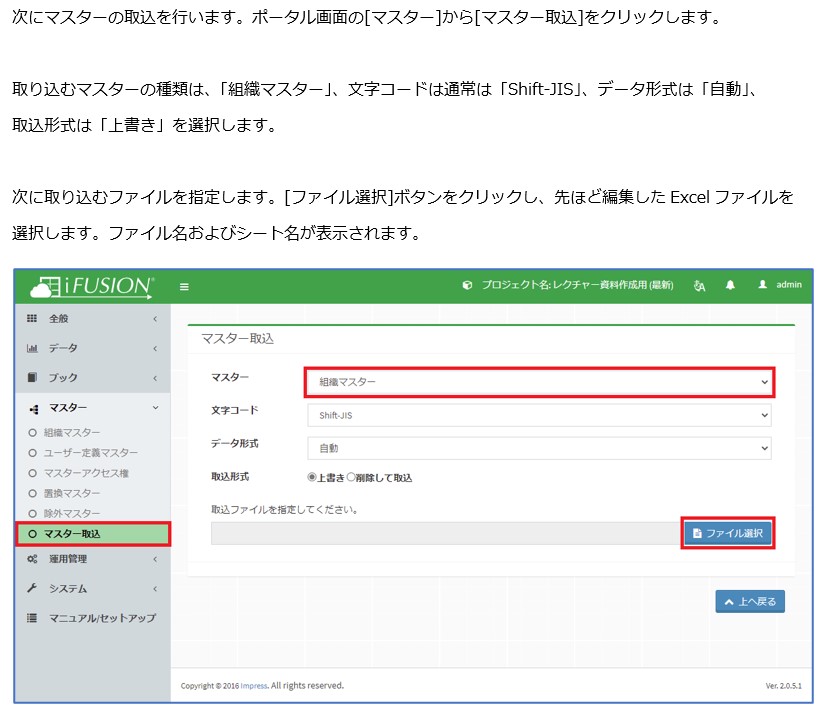 次にマスターの取込を行います。ポータル画面の[マスター]から[マスター取込]をクリックします。
取り込むマスターの種類は、「組織マスター」、文字コードは通常は「Shift-JIS」、データ形式は「自動」、
取込形式は「上書き」を選択します。
次に取り込むファイルを指定します。[ファイル選択]ボタンをクリックし、先ほど編集した Excel ファイルを
選択します。ファイル名およびシート名が表示されます。
iFUSION®
プロジェクト名: レクチャー資料作成用 (最新)
admin
全般
データ
ブック
マスター
組織マスター
ユーザー定義マスター
マスターアクセス権
置換マスター
除外マスター
マスター取込
運用管理
システム
マニュアル/セットアップ
マスター取込
マスター 組織マスター
文字コード Shift-JIS
データ形式 自動
取込形式 上書き 削除して取込
取込ファイルを指定してください。
ファイル選択
上へ戻る
Copyright © 2016 Impress. All rights reserved.
Ver. 2.0.5.1